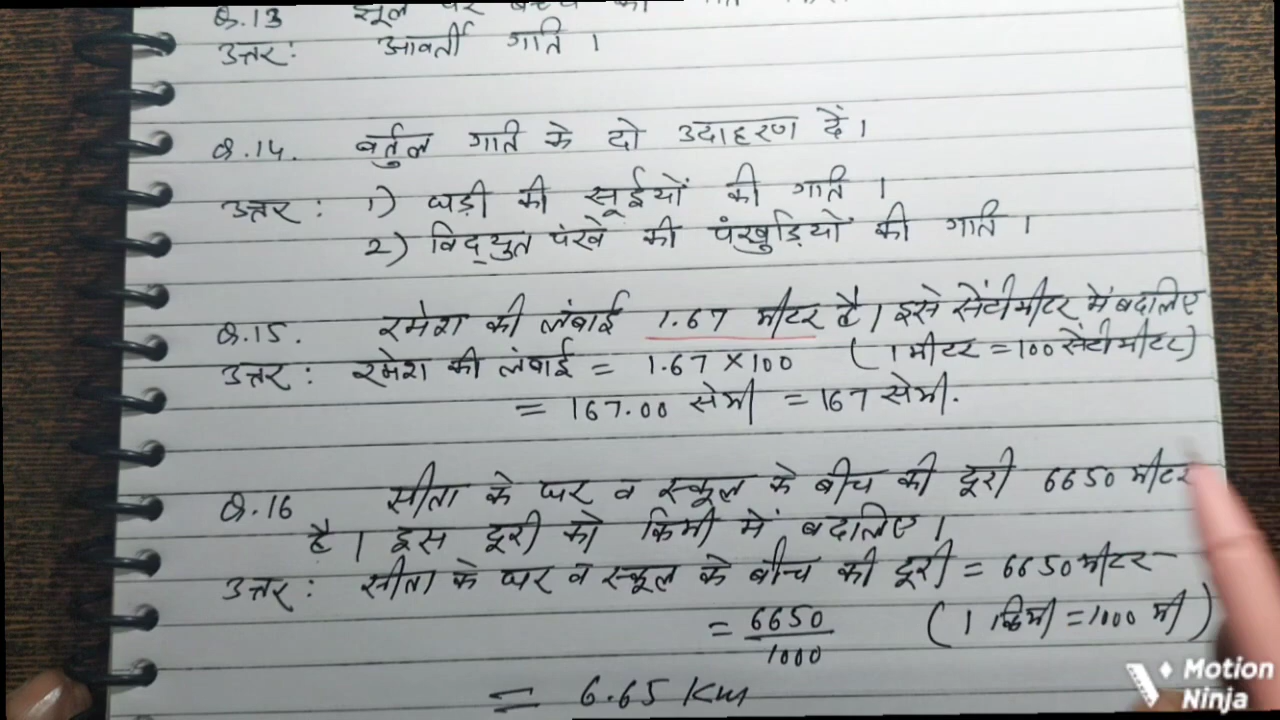 Q.13 झूले पर बच्चे की
उत्तर: आवर्ती गति ।
Q.14. वर्तुल गति के दो उदाहरण दें ।
उत्तर : 1) घड़ी की सूईयों की गति ।
2) विद्युत पंखे की पंखुड़ियों की गति ।
Q.15. रमेश की लंबाई 1.67 मीटर है । इसे सेंटीमीटर में बदलिए
उत्तर : रमेश की लंबाई = 1.67 × 100 ( 1 मीटर = 100 सेंटीमीटर )
= 167.00 सेमी = 167 सेमी.
Q.16 सीता के घर व स्कूल के बीच की दूरी 6650 मीटर
है । इस दूरी को किमी में बदलिए ।
उत्तर : सीता के घर व स्कूल के बीच की दूरी = 6650 मीटर
= 6650 ( 1 किमी = 1000 मी )
1000
= 6.65 Km
Motion
Ninja